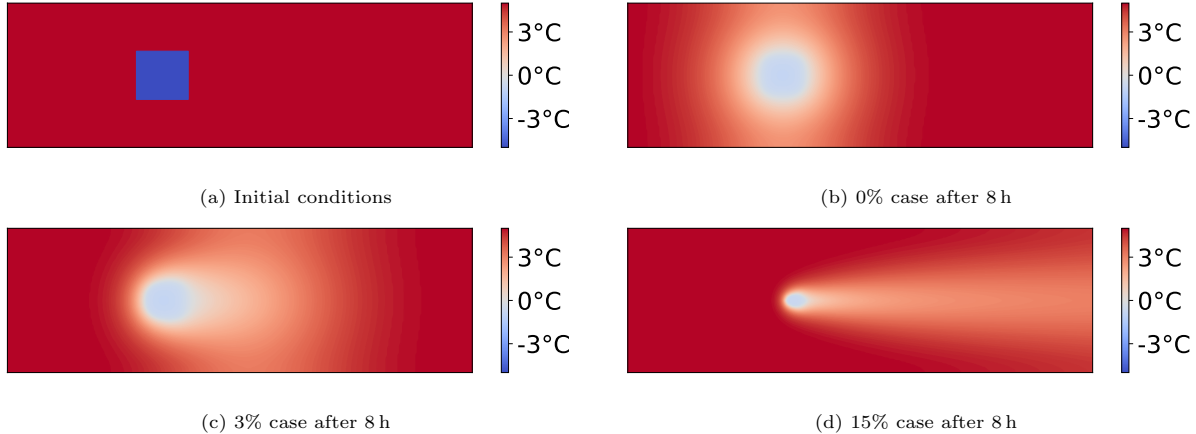 3°C
0°C
-3°C
3°C
0°C
-3°C
(a) Initial conditions
(b) 0% case after 8 h
3°C
0°C
-3°C
3°C
0°C
-3°C
(c) 3% case after 8 h
(d) 15% case after 8 h